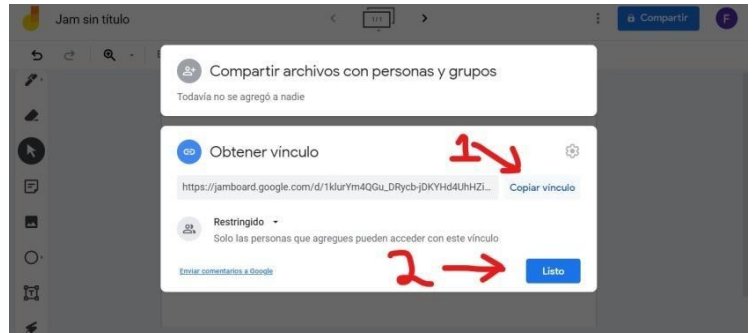 Jam sin título
1/1
Compartir
F
Compartir archivos con personas y grupos
Todavía no se agregó a nadie
Obtener vínculo
1
https://jamboard.google.com/d/1klurYm4QGu_DRycb-jDKYHd4UhHZi...
Copiar vínculo
Restringido
Solo las personas que agregues pueden acceder con este vínculo
Enviar comentarios a Google
2
Listo